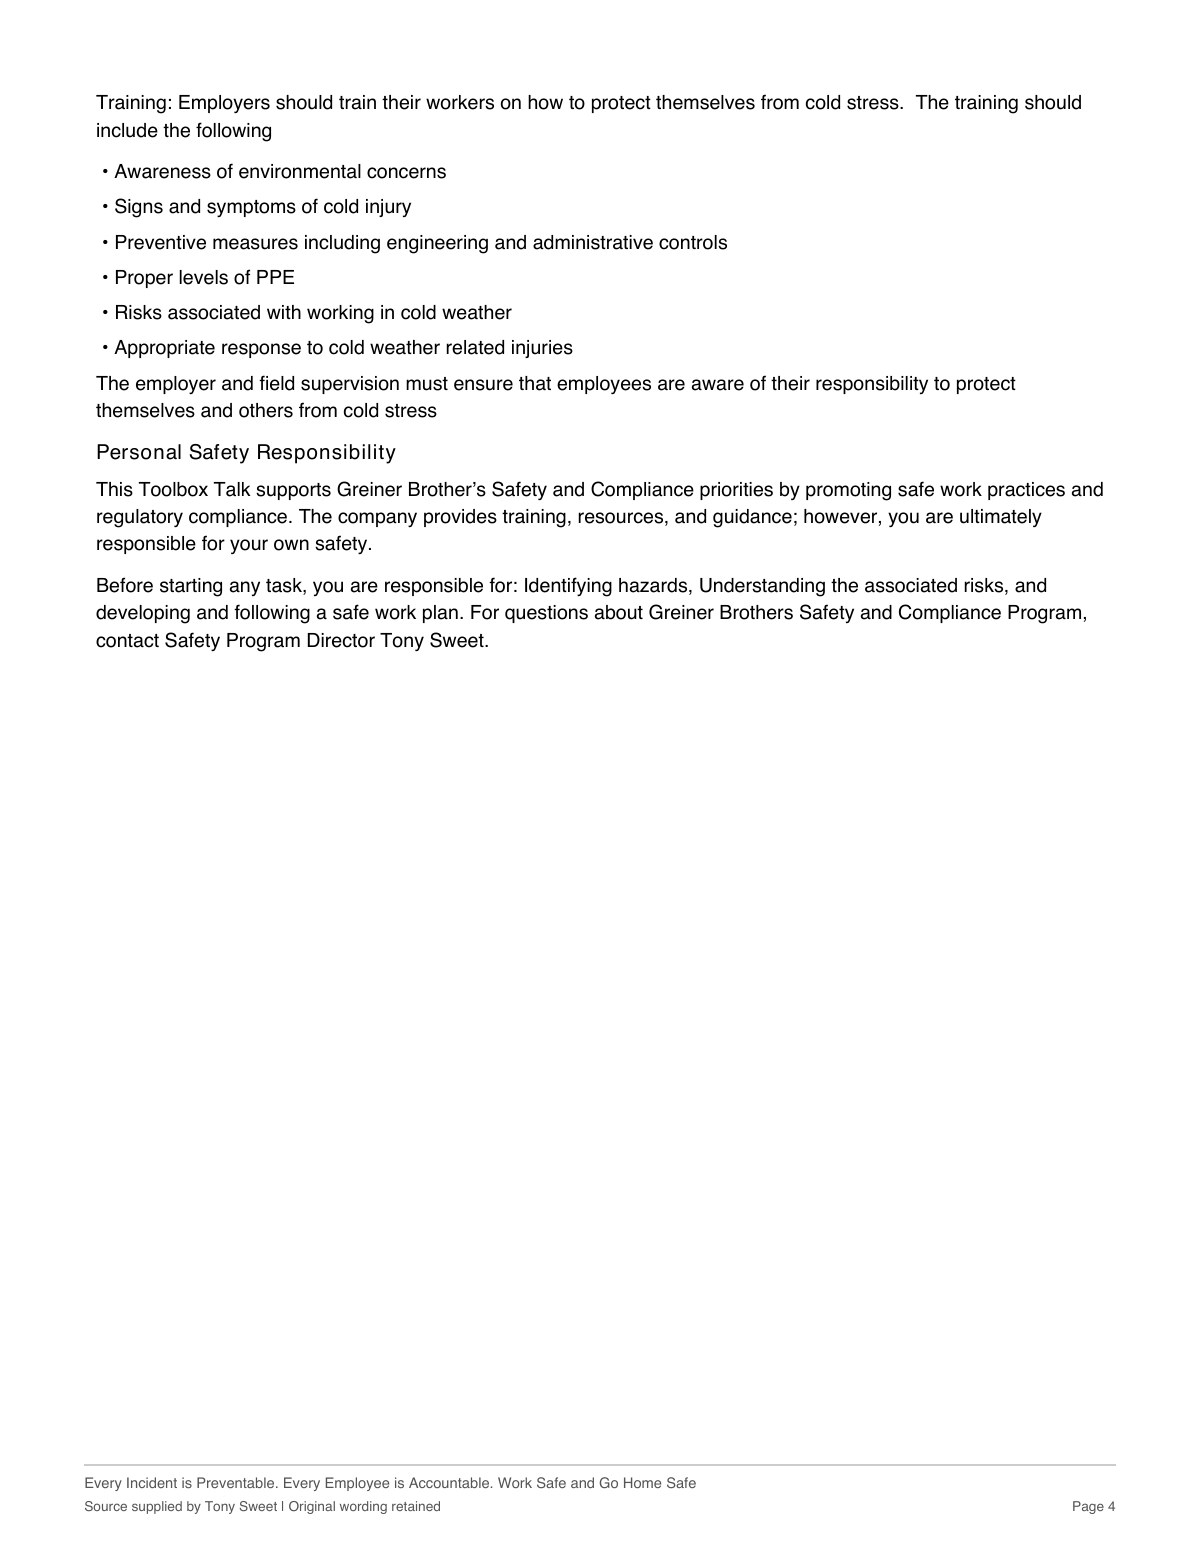 Training: Employers should train their workers on how to protect themselves from cold stress.  The training should
include the following
• Awareness of environmental concerns
• Signs and symptoms of cold injury
• Preventive measures including engineering and administrative controls
• Proper levels of PPE
• Risks associated with working in cold weather
• Appropriate response to cold weather related injuries
The employer and field supervision must ensure that employees are aware of their responsibility to protect
themselves and others from cold stress
Personal Safety Responsibility
This Toolbox Talk supports Greiner Brother’s Safety and Compliance priorities by promoting safe work practices and
regulatory compliance. The company provides training, resources, and guidance; however, you are ultimately
responsible for your own safety.
Before starting any task, you are responsible for: Identifying hazards, Understanding the associated risks, and
developing and following a safe work plan. For questions about Greiner Brothers Safety and Compliance Program,
contact Safety Program Director Tony Sweet.
Every Incident is Preventable. Every Employee is Accountable. Work Safe and Go Home Safe
Source supplied by Tony Sweet | Original wording retained
Page 4